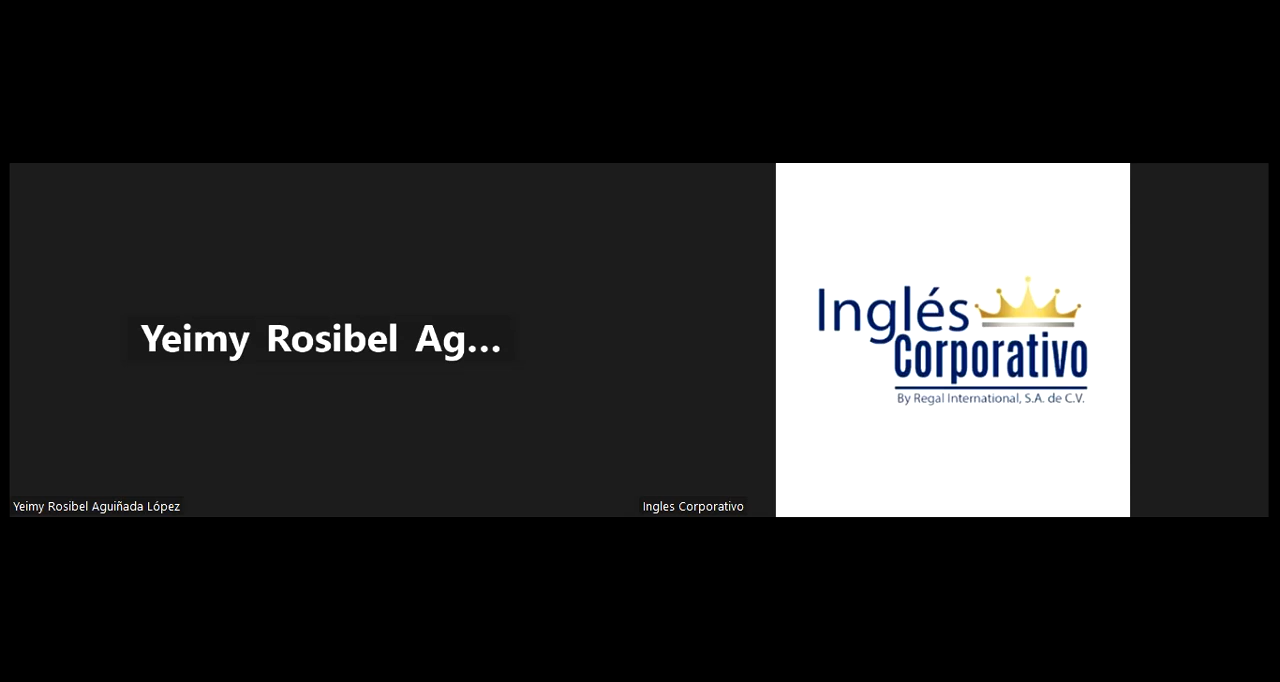 Yeimy Rosibel Ag...
Yeimy Rosibel Aguiñada López
Ingles Corporativo
Inglés
Corporativo
By Regal International, S.A. de C.V.